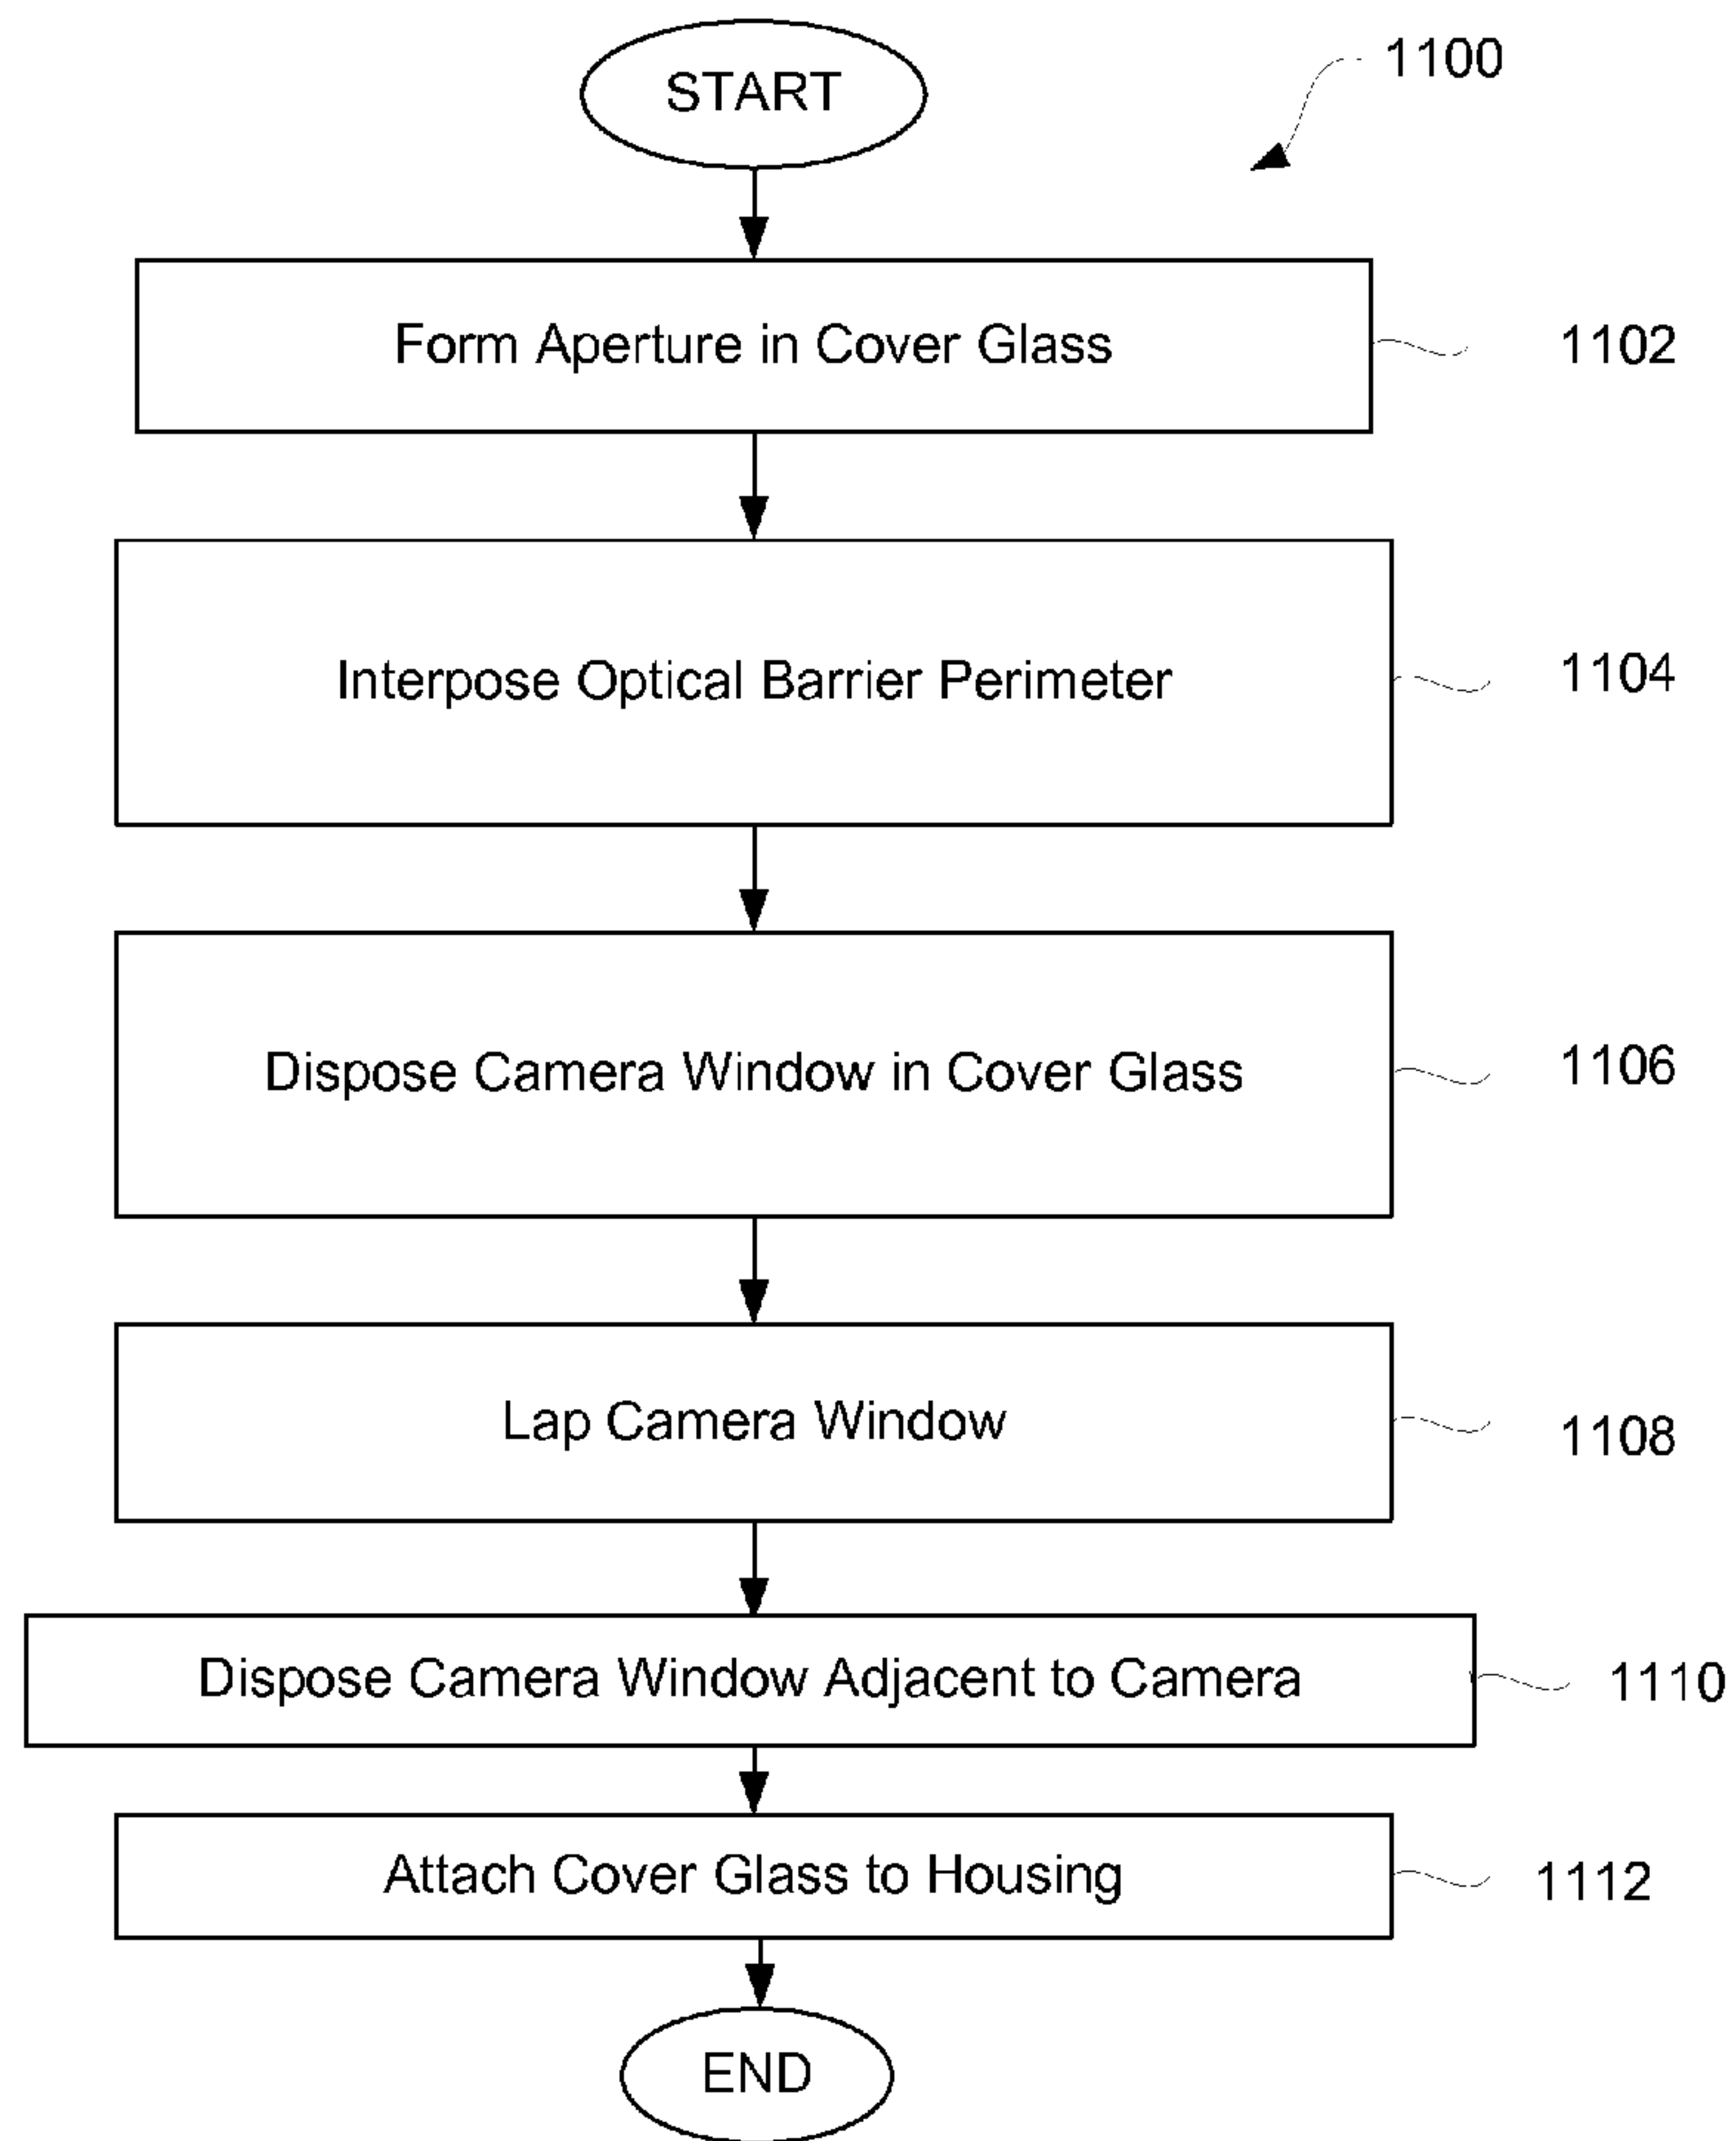 START
1100
Form Aperture in Cover Glass
1102
Interpose Optical Barrier Perimeter
1104
Dispose Camera Window in Cover Glass
1106
Lap Camera Window
1108
Dispose Camera Window Adjacent to Camera
1110
Attach Cover Glass to Housing
1112
END